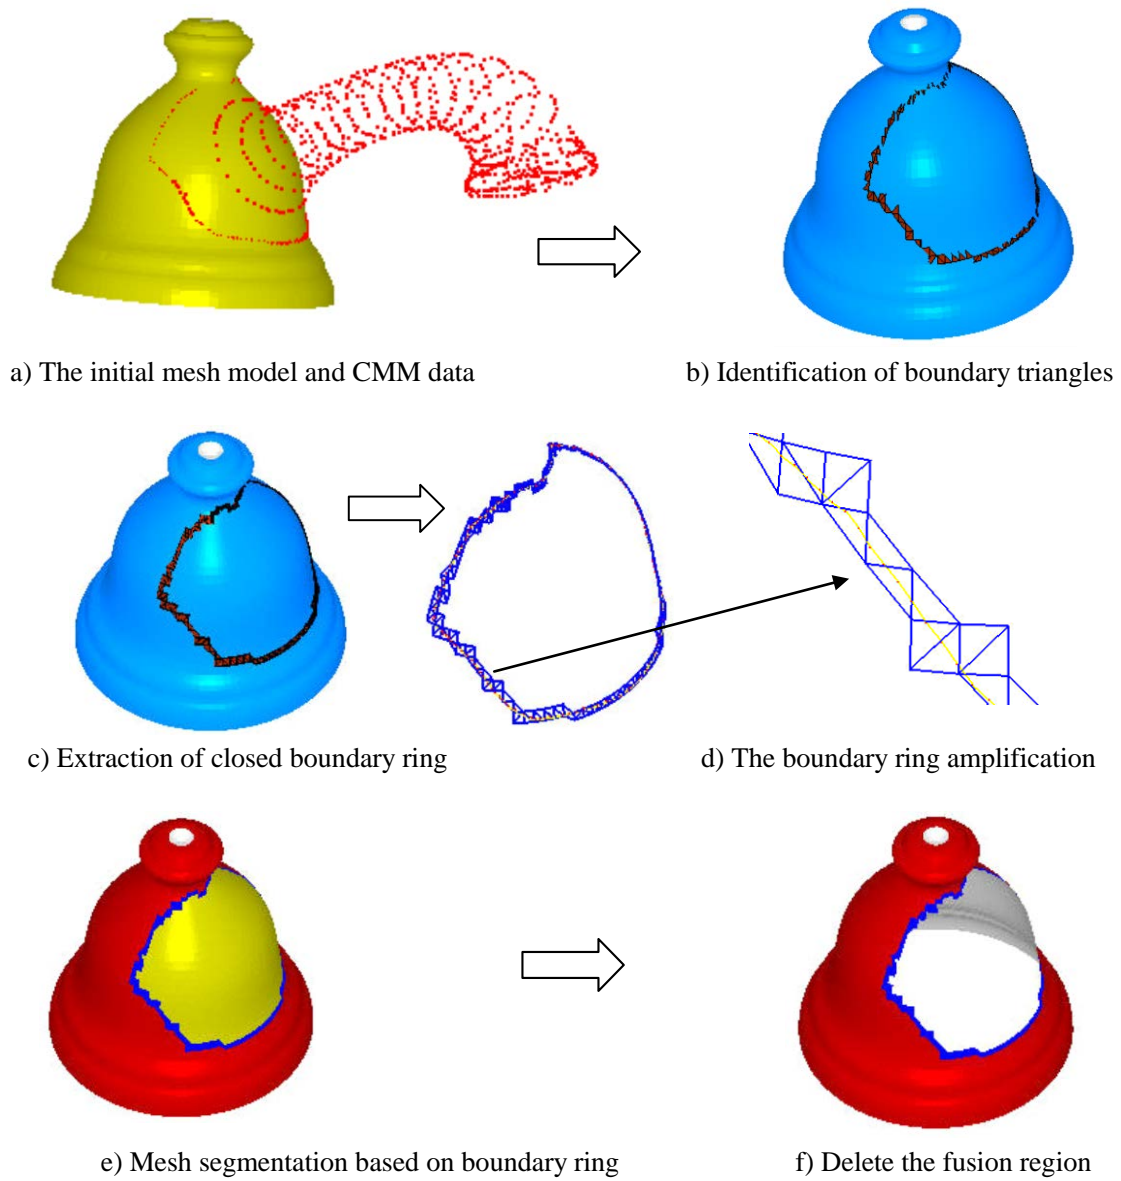 a) The initial mesh model and CMM data
b) Identification of boundary triangles
c) Extraction of closed boundary ring
d) The boundary ring amplification
e) Mesh segmentation based on boundary ring
f) Delete the fusion region